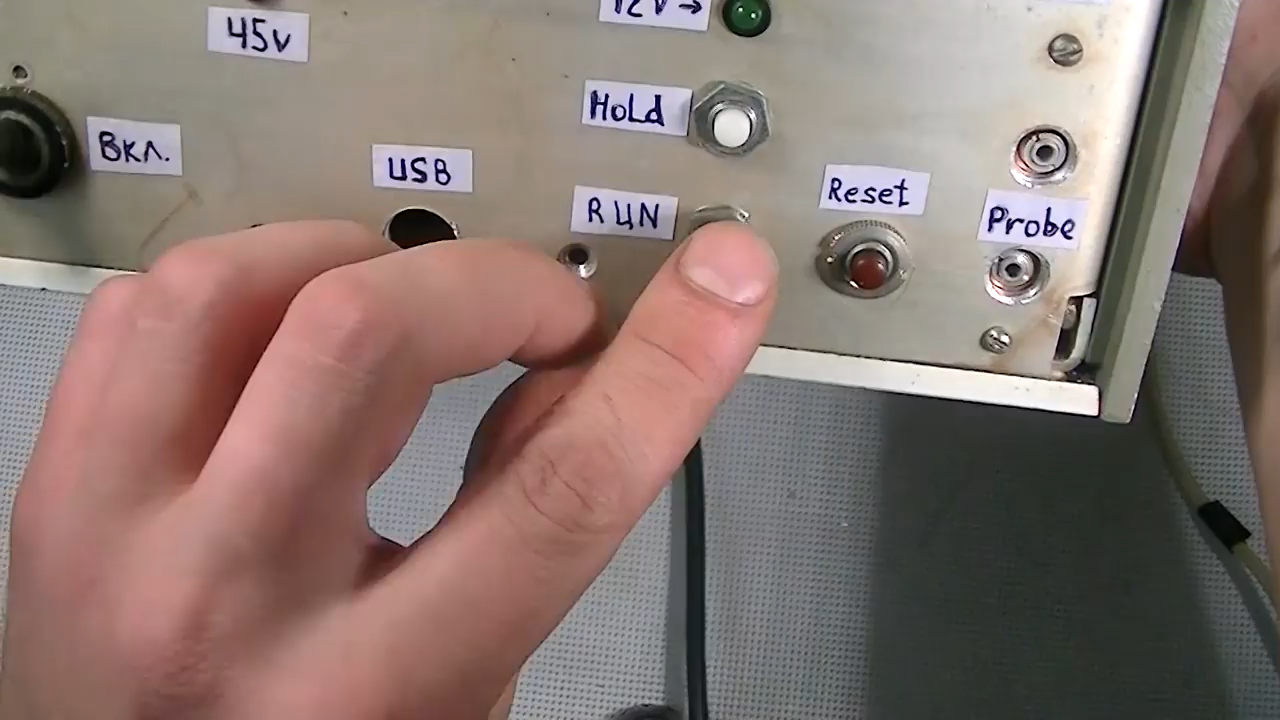 45v
12v→
Hold
Вкл.
USB
RUN
Reset
Probe